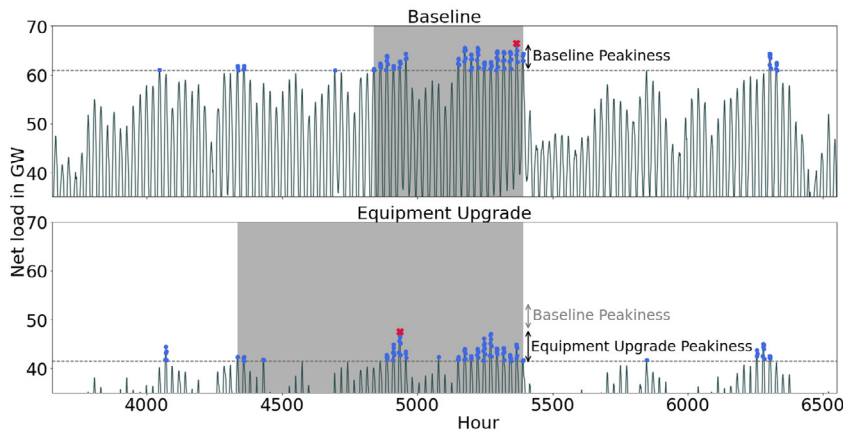 Baseline
70
60
50
40
Baseline Peakiness
Net load in GW
Equipment Upgrade
70
60
50
40
Baseline Peakiness
Equipment Upgrade Peakiness
4000 4500 5000 5500 6000 6500
Hour